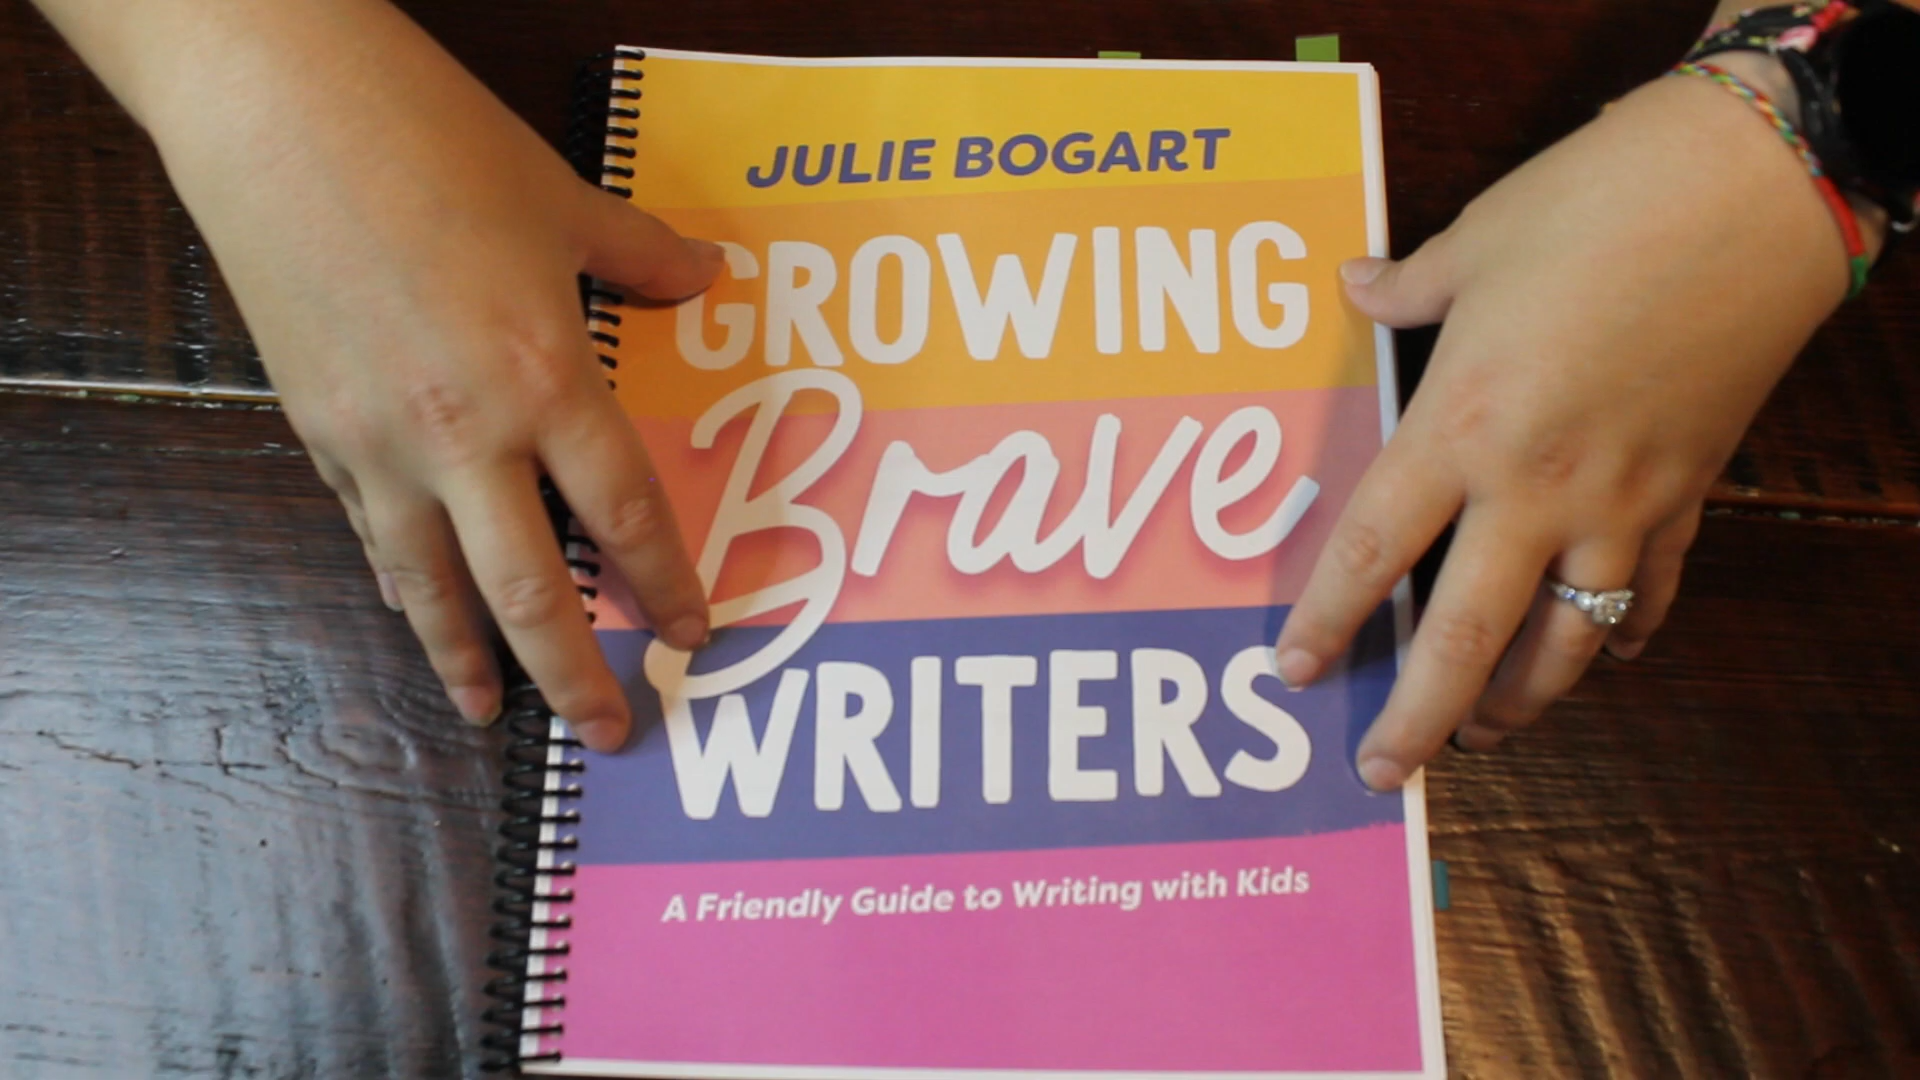 JULIE BOGART
GROWING
Brave
WRITERS
A Friendly Guide to Writing with Kids